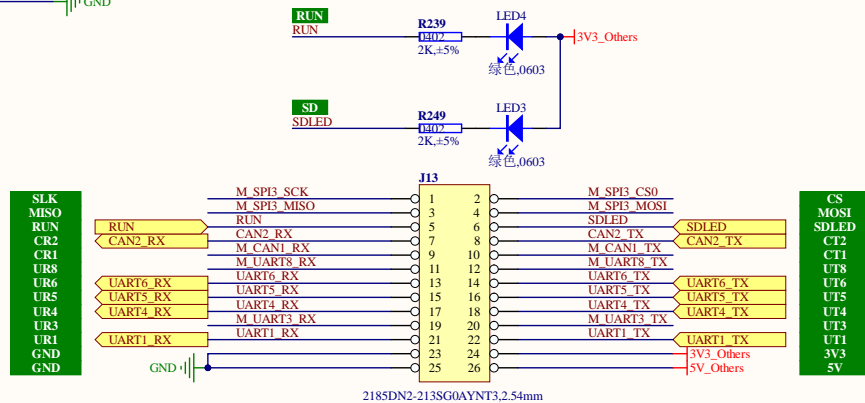 GND
RUN
RUN
R239
0402
2K,±5%
LED4
绿色,0603
3V3_Others
SD
SDLED
R249
0402
2K,±5%
LED3
绿色,0603
J13
SLK M_SPI3_SCK 1 2 M_SPI3_CS0 CS
MISO M_SPI3_MISO 3 4 M_SPI3_MOSI MOSI
RUN RUN RUN 5 6 SDLED SDLED SDLED
CR2 CAN2_RX CAN2_RX 7 8 CAN2_TX CAN2_TX CT2
CR1 M_CAN1_RX 9 10 M_CAN1_TX CT1
UR8 M_UART8_RX 11 12 M_UART8_TX UT8
UR6 UART6_RX UART6_RX 13 14 UART6_TX UART6_TX UT6
UR5 UART5_RX UART5_RX 15 16 UART5_TX UART5_TX UT5
UR4 UART4_RX UART4_RX 17 18 UART4_TX UART4_TX UT4
UR3 M_UART3_RX 19 20 M_UART3_TX UT3
UR1 UART1_RX UART1_RX 21 22 UART1_TX UART1_TX UT1
GND 23 24 3V3_Others 3V3
GND GND 25 26 5V_Others 5V
2185DN2-213SG0AYNT3,2.54mm